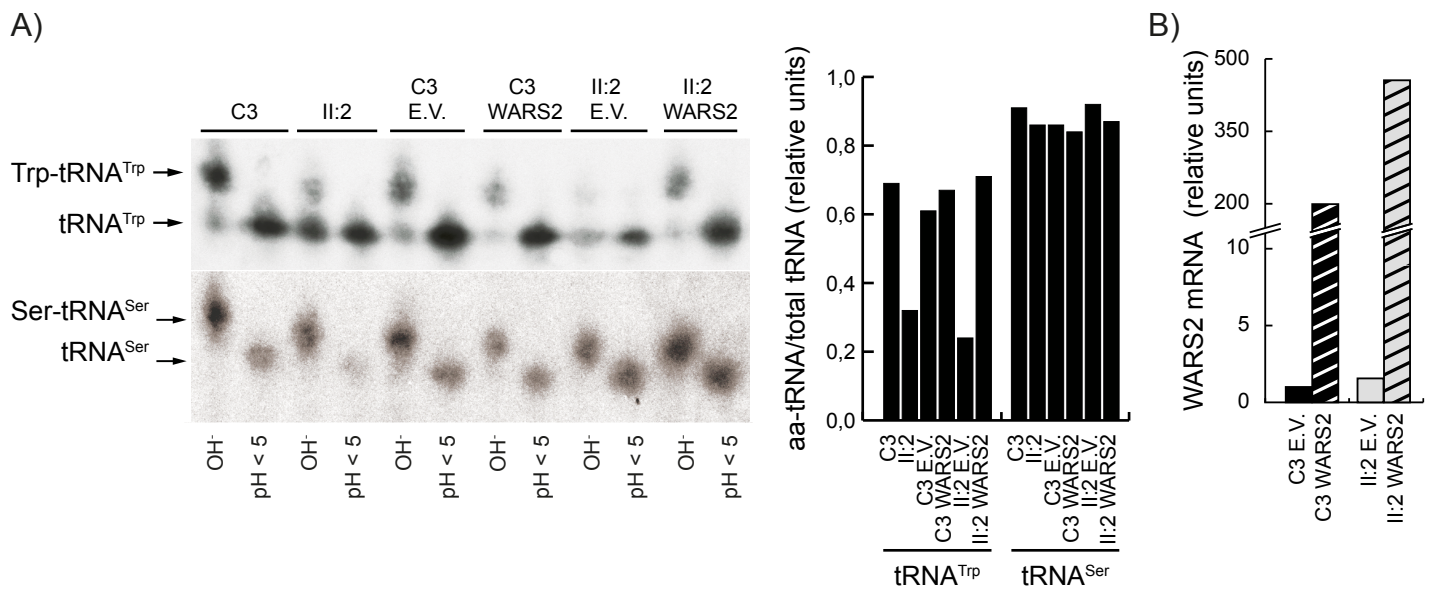 A)
C3
II:2
C3
E.V.
C3
WARS2
II:2
E.V.
II:2
WARS2
Trp-tRNATrp
tRNATrp
Ser-tRNASer
tRNASer
OH-
pH < 5
OH-
pH < 5
OH-
pH < 5
OH-
pH < 5
OH-
pH < 5
OH-
pH < 5
aa-tRNA/total tRNA (relative units)
1,0
0,8
0,6
0,4
0,2
0,0
C3
II:2
C3 E.V.
C3 WARS2
II:2 E.V.
II:2 WARS2
C3
II:2
C3 E.V.
C3 WARS2
II:2 E.V.
II:2 WARS2
tRNATrp
tRNASer
B)
WARS2 mRNA (relative units)
500
350
200
10
5
0
C3 E.V.
C3 WARS2
II:2 E.V.
II:2 WARS2